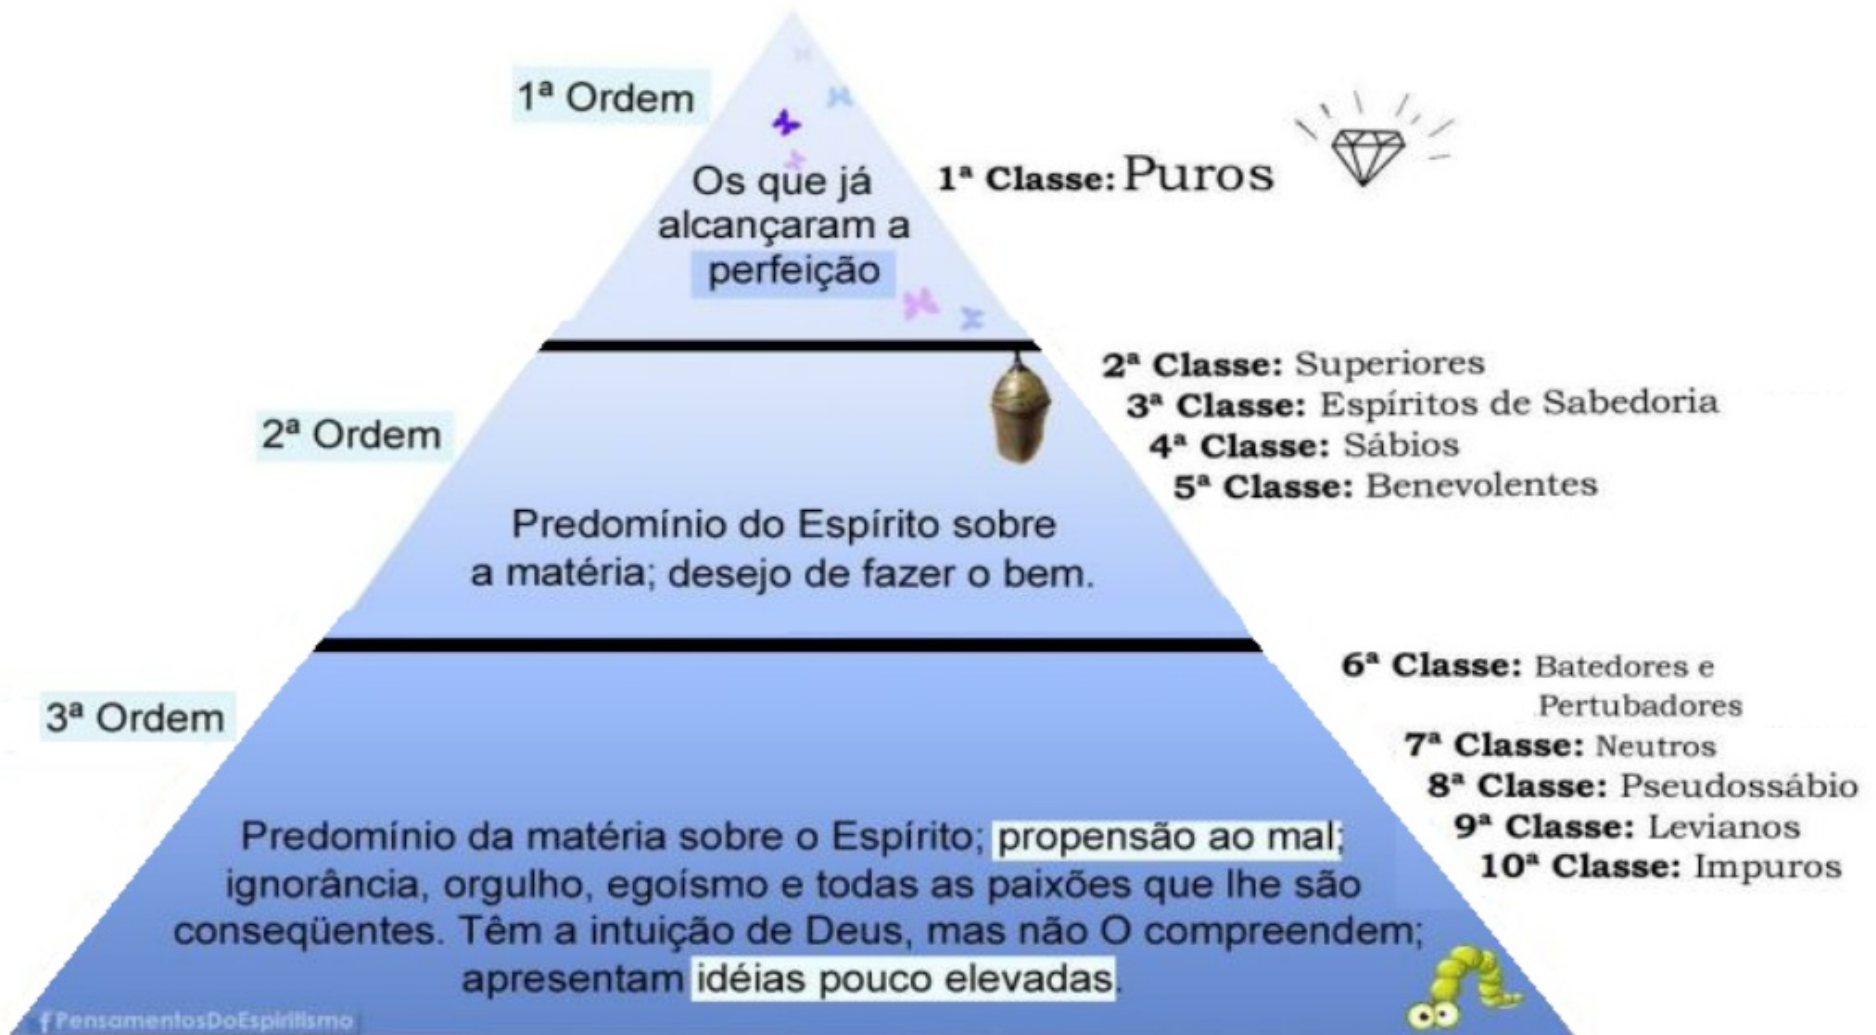 1ª Ordem
Os que já
alcançaram a
perfeição
1ª Classe: Puros
2ª Ordem
Predomínio do Espírito sobre
a matéria; desejo de fazer o bem.
2ª Classe: Superiores
3ª Classe: Espíritos de Sabedoria
4ª Classe: Sábios
5ª Classe: Benevolentes
3ª Ordem
Predomínio da matéria sobre o Espírito; propensão ao mal;
ignorância, orgulho, egoísmo e todas as paixões que lhe são
conseqüentes. Têm a intuição de Deus, mas não O compreendem;
apresentam idéias pouco elevadas.
6ª Classe: Batedores e
Pertubadores
7ª Classe: Neutros
8ª Classe: Pseudossábio
9ª Classe: Levianos
10ª Classe: Impuros
PensamentosDoEspiritismo